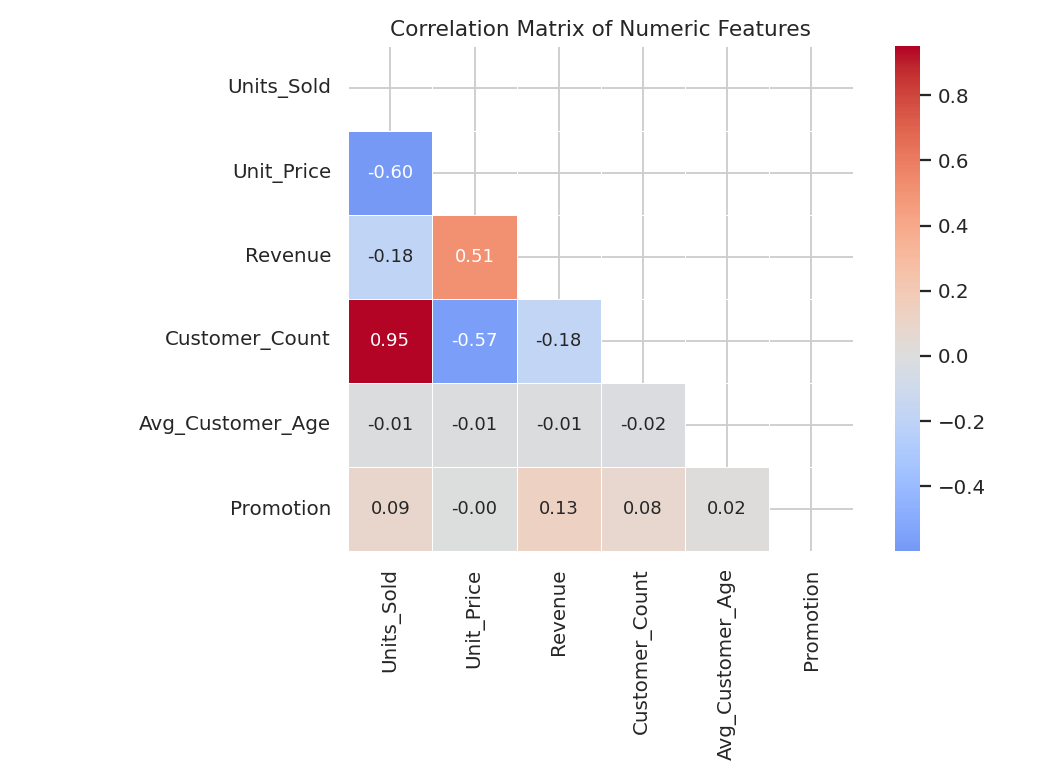 Correlation Matrix of Numeric Features
Units_Sold
Unit_Price
-0.60
Revenue
-0.18 0.51
Customer_Count
0.95 -0.57 -0.18
Avg_Customer_Age
-0.01 -0.01 -0.01 -0.02
Promotion
0.09 -0.00 0.13 0.08 0.02
Units_Sold
Unit_Price
Revenue
Customer_Count
Avg_Customer_Age
Promotion
0.8
0.6
0.4
0.2
0.0
−0.2
−0.4